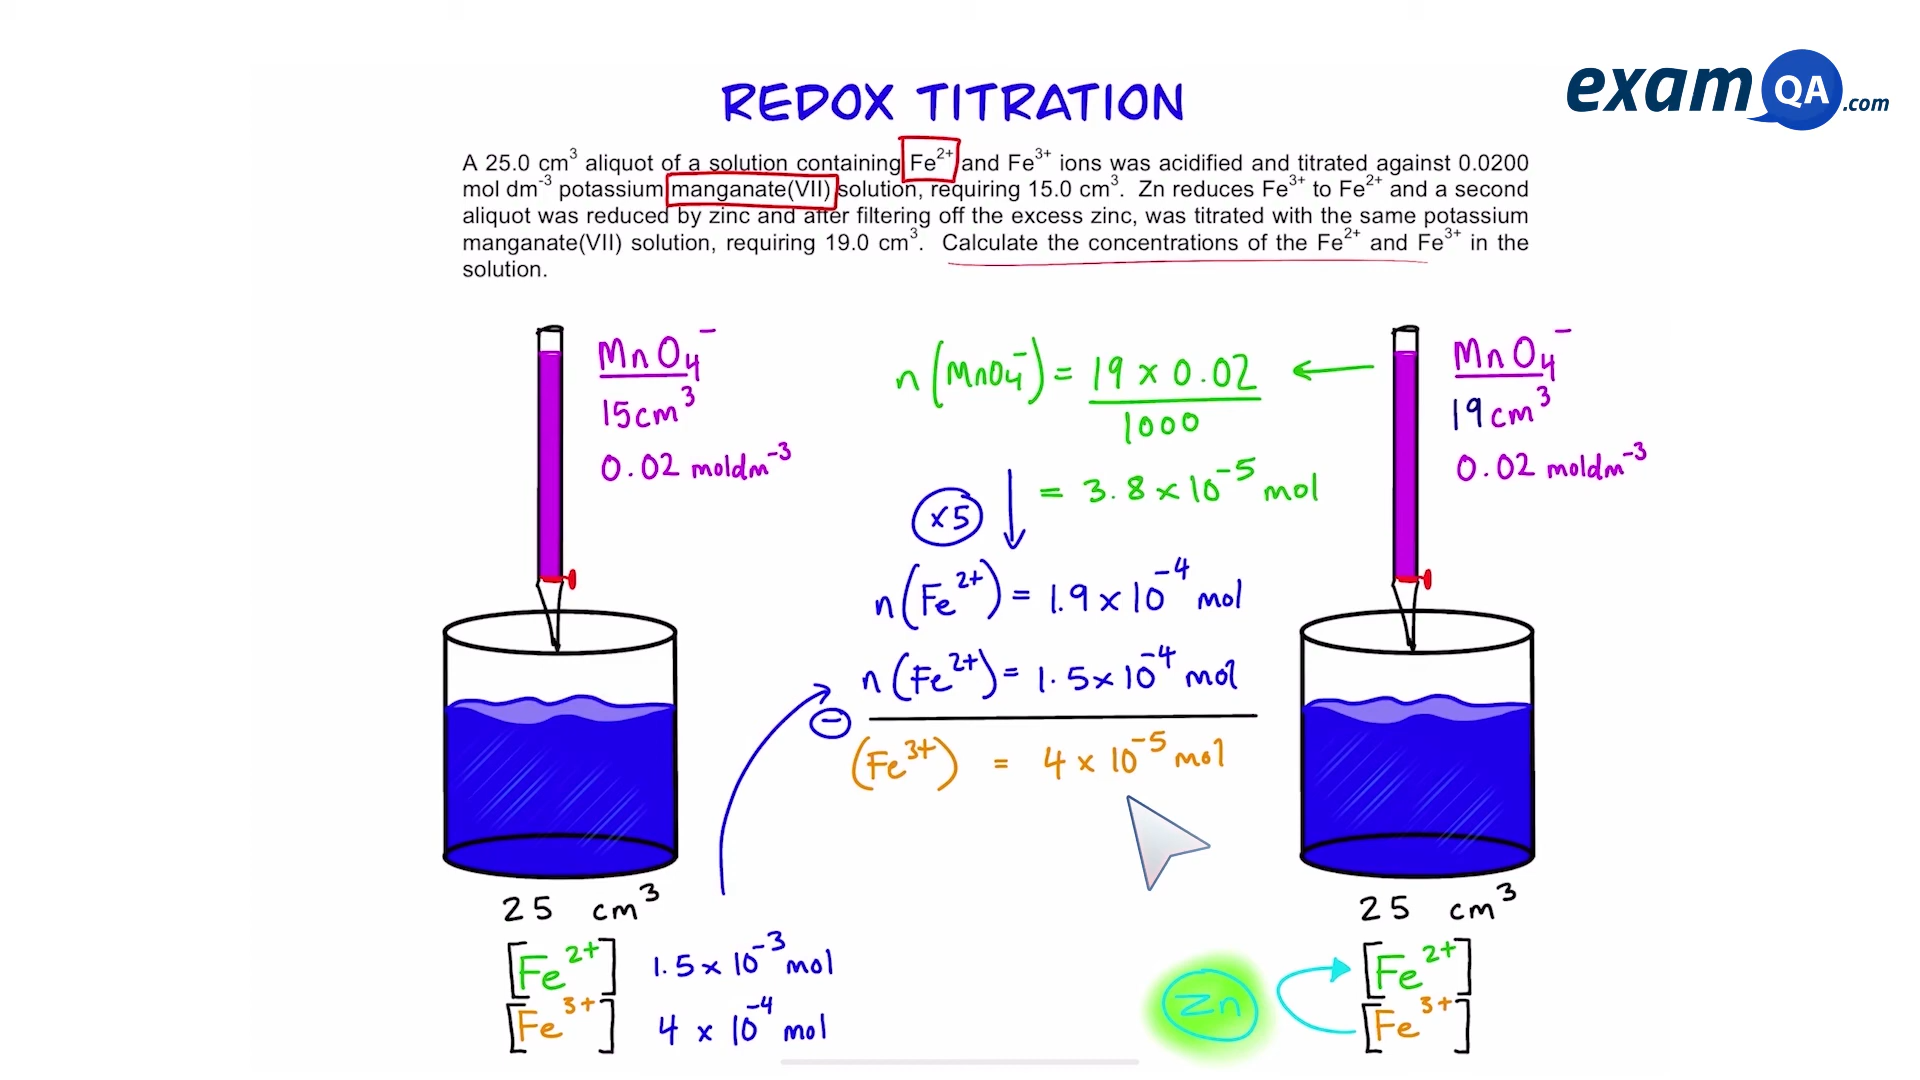 exam QA .com
REDOX TITRATION
A 25.0 cm³ aliquot of a solution containing Fe²⁺ and Fe³⁺ ions was acidified and titrated against 0.0200
mol dm⁻³ potassium manganate(VII) solution, requiring 15.0 cm³. Zn reduces Fe³⁺ to Fe²⁺ and a second
aliquot was reduced by zinc and after filtering off the excess zinc, was titrated with the same potassium
manganate(VII) solution, requiring 19.0 cm³. Calculate the concentrations of the Fe²⁺ and Fe³⁺ in the
solution.
MnO₄⁻
15cm³
0.02 moldm⁻³
n(MnO₄⁻) = 19 x 0.02
1000
= 3.8 x 10⁻⁵ mol
x5
n(Fe²⁺) = 1.9 x 10⁻⁴ mol
n(Fe²⁺) = 1.5 x 10⁻⁴ mol
−
(Fe³⁺) = 4 x 10⁻⁵ mol
MnO₄⁻
19cm³
0.02 moldm⁻³
25 cm³
[Fe²⁺] 1.5 x 10⁻³ mol
[Fe³⁺] 4 x 10⁻⁴ mol
Zn
25 cm³
[Fe²⁺]
[Fe³⁺]